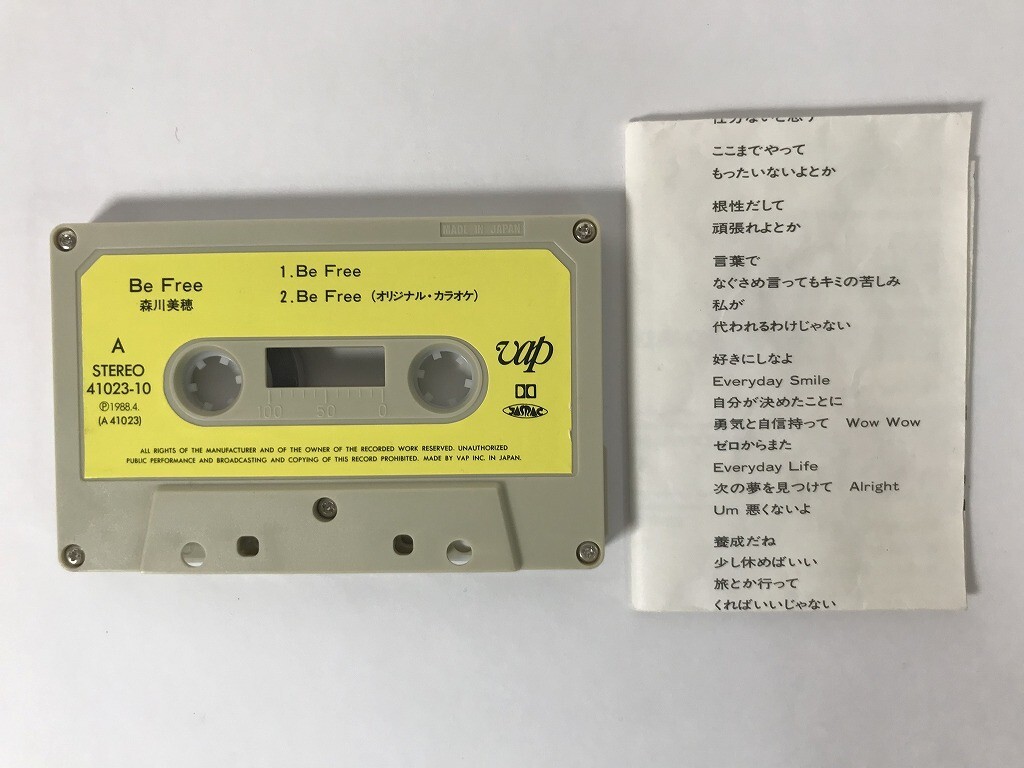 MADE IN JAPAN
Be Free
森川美穂
1.Be Free
2.Be Free (オリジナル・カラオケ)
A
STEREO
41023-10
Ⓟ1988.4.
(A 41023)
vap
JASRAC
100 50 0
ALL RIGHTS OF THE MANUFACTURER AND OF THE OWNER OF THE RECORDED WORK RESERVED. UNAUTHORIZED
PUBLIC PERFORMANCE AND BROADCASTING AND COPYING OF THIS RECORD PROHIBITED. MADE BY VAP INC. IN JAPAN.
仕方ないと思う
ここまでやって
もったいないよとか
根性だして
頑張れよとか
言葉で
なぐさめ言ってもキミの苦しみ
私が
代われるわけじゃない
好きにしなよ
Everyday Smile
自分が決めたことに
勇気と自信持って Wow Wow
ゼロからまた
Everyday Life
次の夢を見つけて Alright
Um 悪くないよ
養成だね
少し休めばいい
旅とか行って
くればいいじゃない